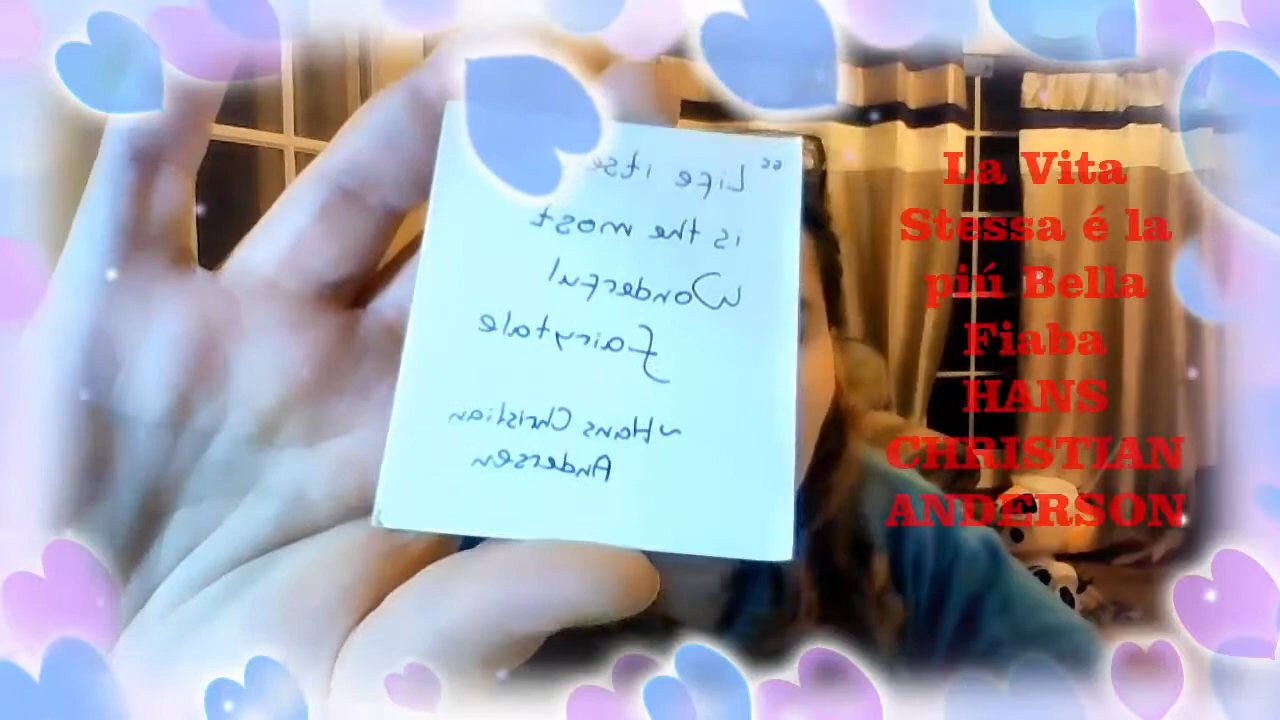 “Life itse
is the most
Wonderful
Fairytale
~Hans Christian
Andersen
La Vita
Stessa é la
piú Bella
Fiaba
HANS
CHRISTIAN
ANDERSON